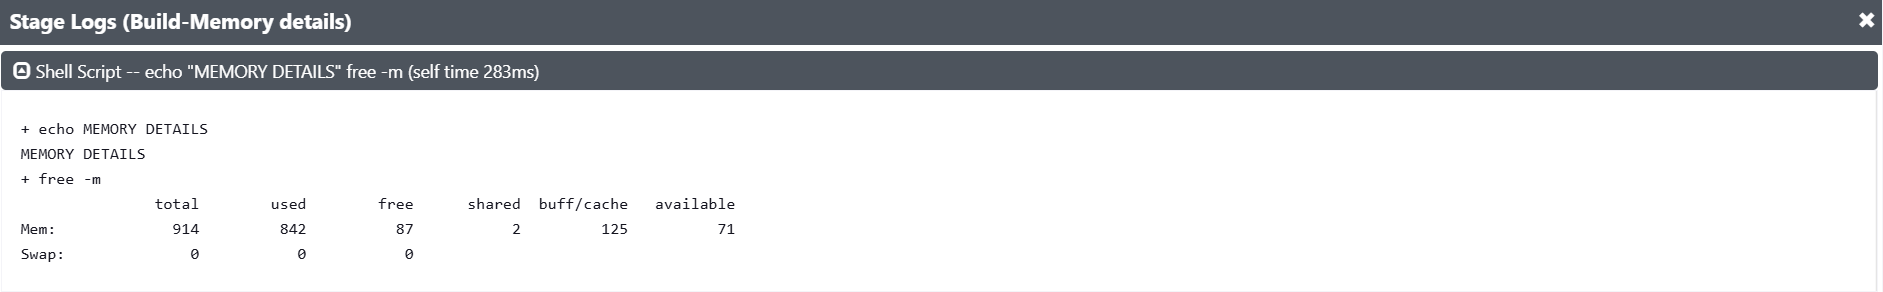 Stage Logs (Build-Memory details)
Shell Script -- echo "MEMORY DETAILS" free -m (self time 283ms)
+ echo MEMORY DETAILS
MEMORY DETAILS
+ free -m
               total        used        free      shared  buff/cache   available
Mem:             914         842          87           2         125          71
Swap:              0           0           0